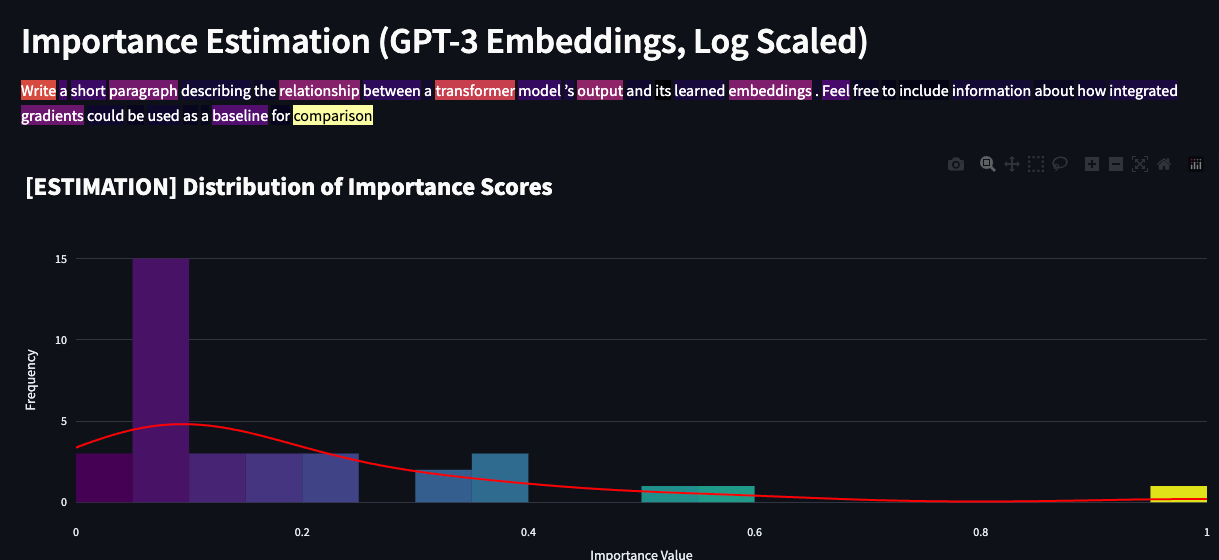 Importance Estimation (GPT-3 Embeddings, Log Scaled)
Write a short paragraph describing the relationship between a transformer model 's output and its learned embeddings . Feel free to include information about how integrated
gradients could be used as a baseline for comparison
[ESTIMATION] Distribution of Importance Scores
15
10
5
0
Frequency
0 0.2 0.4 0.6 0.8 1
Importance Value